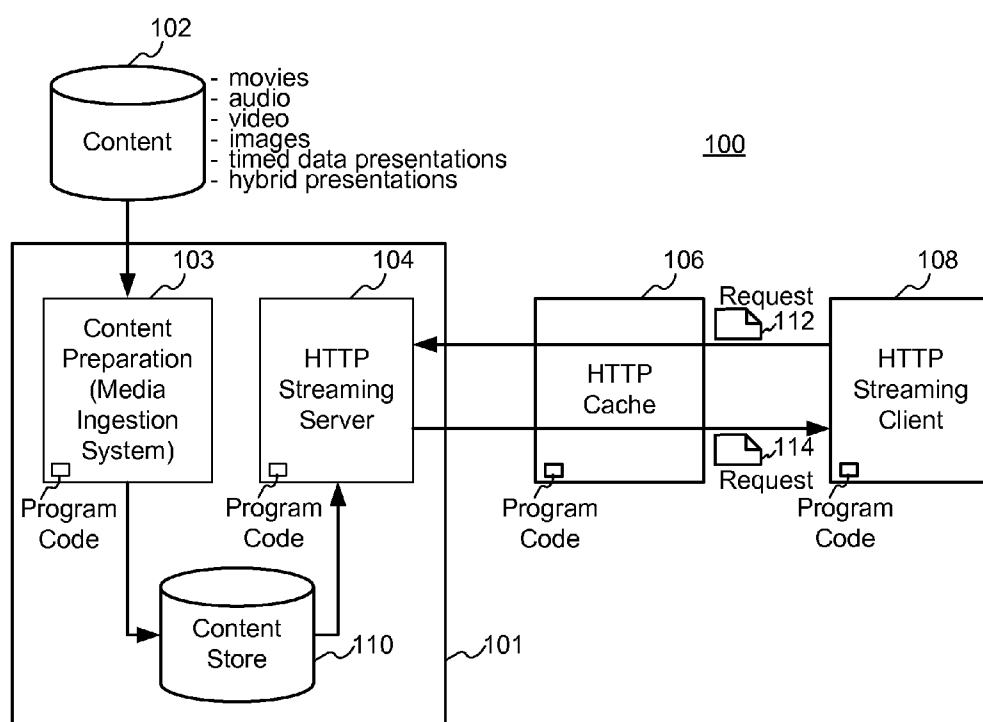 102
- movies
- audio
- video
- images
- timed data presentations
- hybrid presentations
Content
100
103
104
106
108
Content
Preparation
(Media
Ingestion
System)
HTTP
Streaming
Server
HTTP
Cache
Request
112
HTTP
Streaming
Client
114
Request
Program
Code
Program
Code
Program
Code
Program
Code
Content
Store
110
101